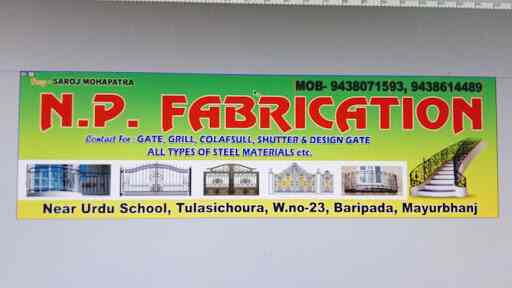 Prop.: SAROJ MOHAPATRA
MOB- 9438071593, 9438614489
N.P. FABRICATION
Contact For : GATE, GRILL, COLAFSULL, SHUTTER & DESIGN GATE
ALL TYPES OF STEEL MATERIALS etc.
Near Urdu School, Tulasichoura, W.no-23, Baripada, Mayurbhanj